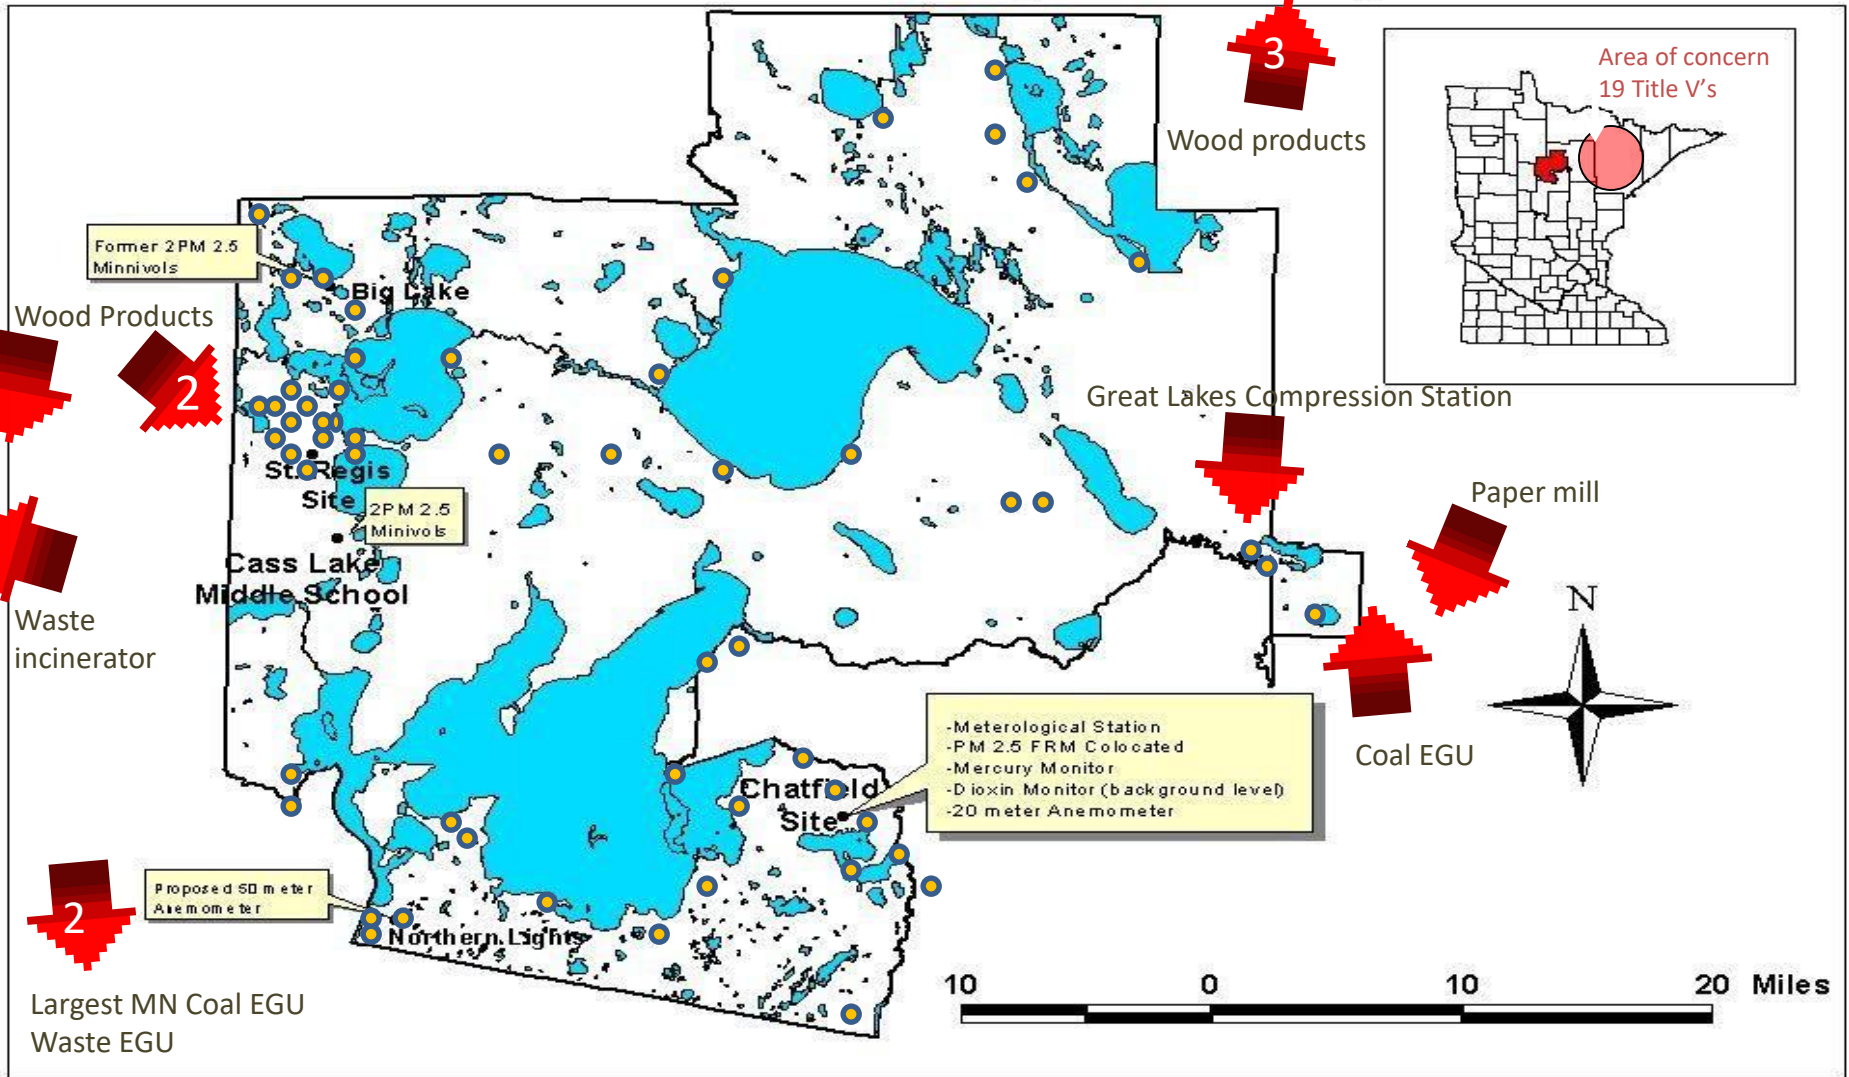 3
Wood products
Area of concern
19 Title V's
Former 2PM 2.5
Minnivols
Big Lake
Wood Products
2
Great Lakes Compression Station
St. Regis
Site
2PM 2.5
Minivols
Paper mill
Cass Lake
Middle School
Waste
incinerator
N
-Meterological Station
-PM 2.5 FRM Colocated
-Mercury Monitor
-Dioxin Monitor (background level)
-20 meter Anemometer
Coal EGU
Chatfield
Site
Proposed 50 meter
Anemometer
2
Northern Lights
10 0 10 20 Miles
Largest MN Coal EGU
Waste EGU